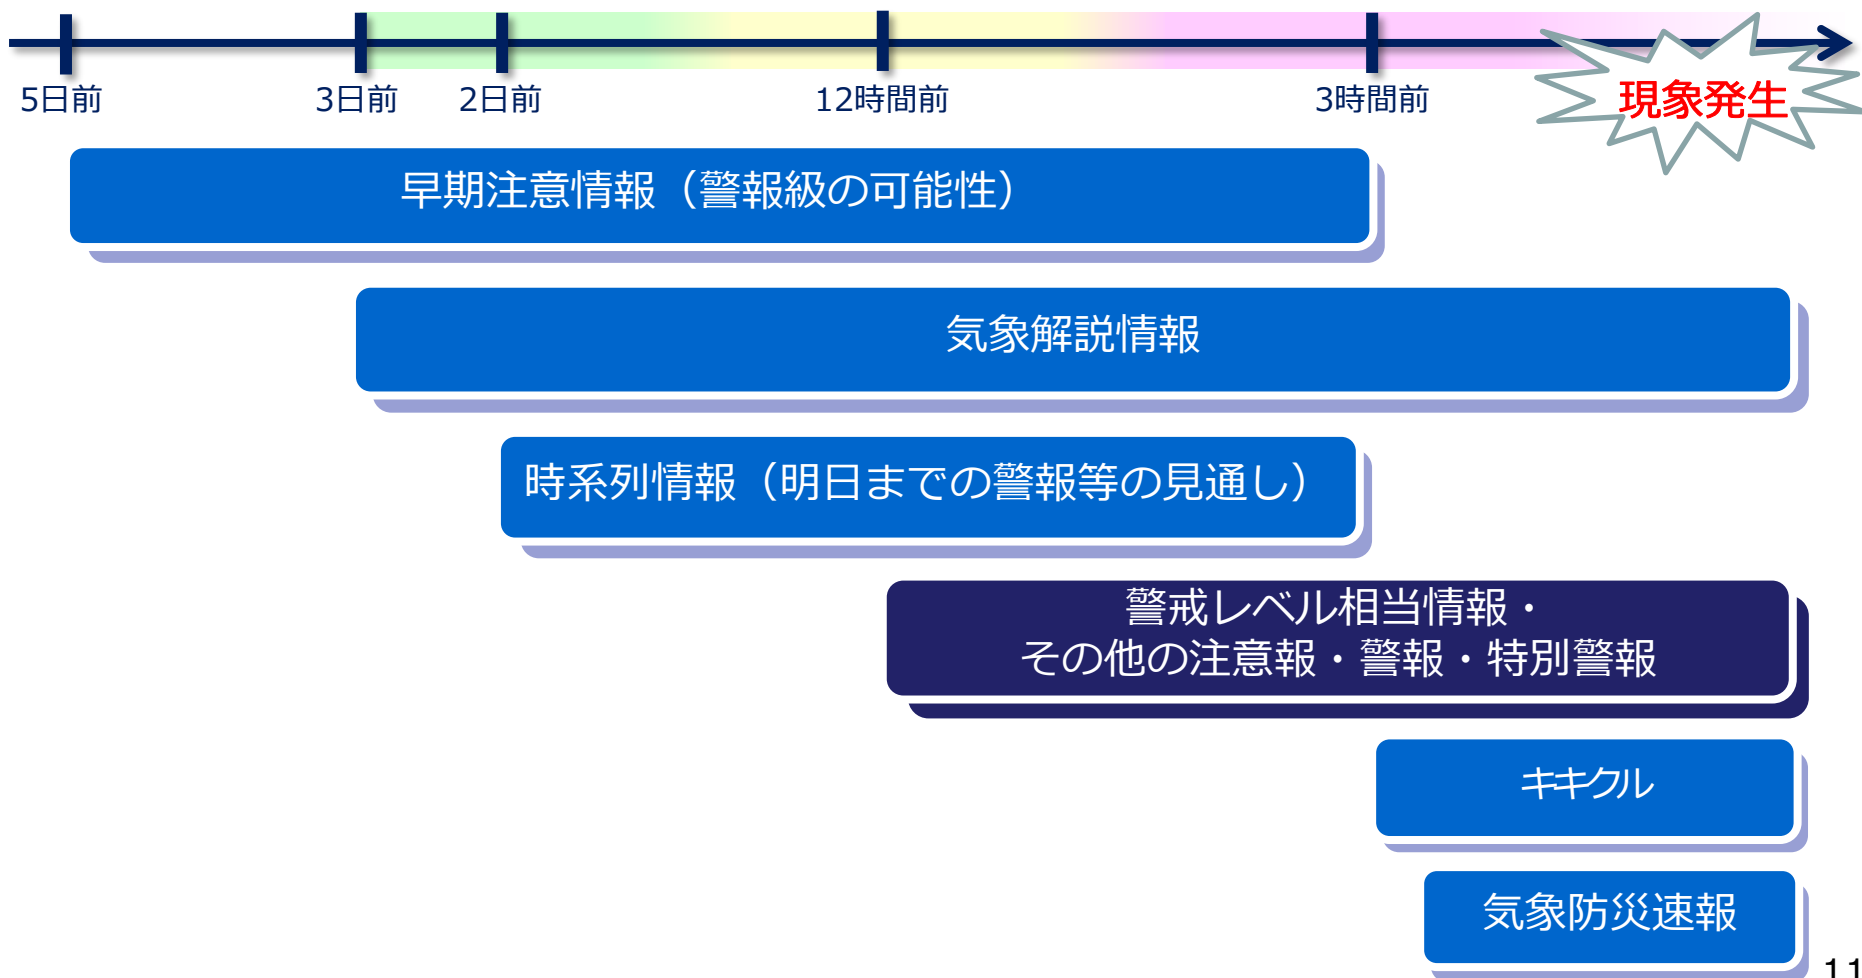 5日前
3日前
2日前
12時間前
3時間前
現象発生
早期注意情報（警報級の可能性）
気象解説情報
時系列情報（明日までの警報等の見通し）
警戒レベル相当情報・
その他の注意報・警報・特別警報
キキクル
気象防災速報
11